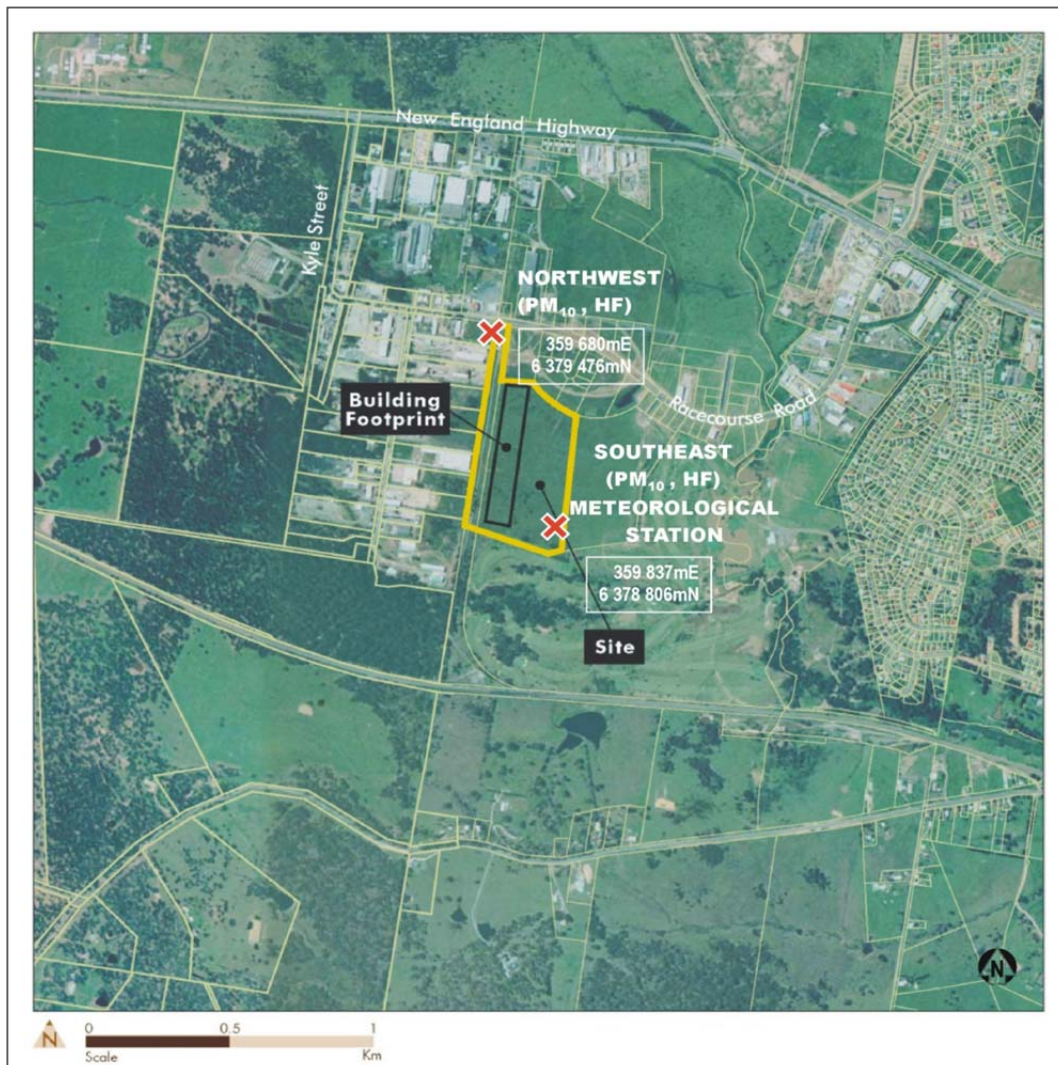 New England Highway
Kyle Street
NORTHWEST
(PM₁₀ , HF)
359 680mE
6 379 476mN
Building
Footprint
Racecourse Road
SOUTHEAST
(PM₁₀ , HF)
METEOROLOGICAL
STATION
359 837mE
6 378 806mN
Site
N
N
0 0.5 1
Scale Km